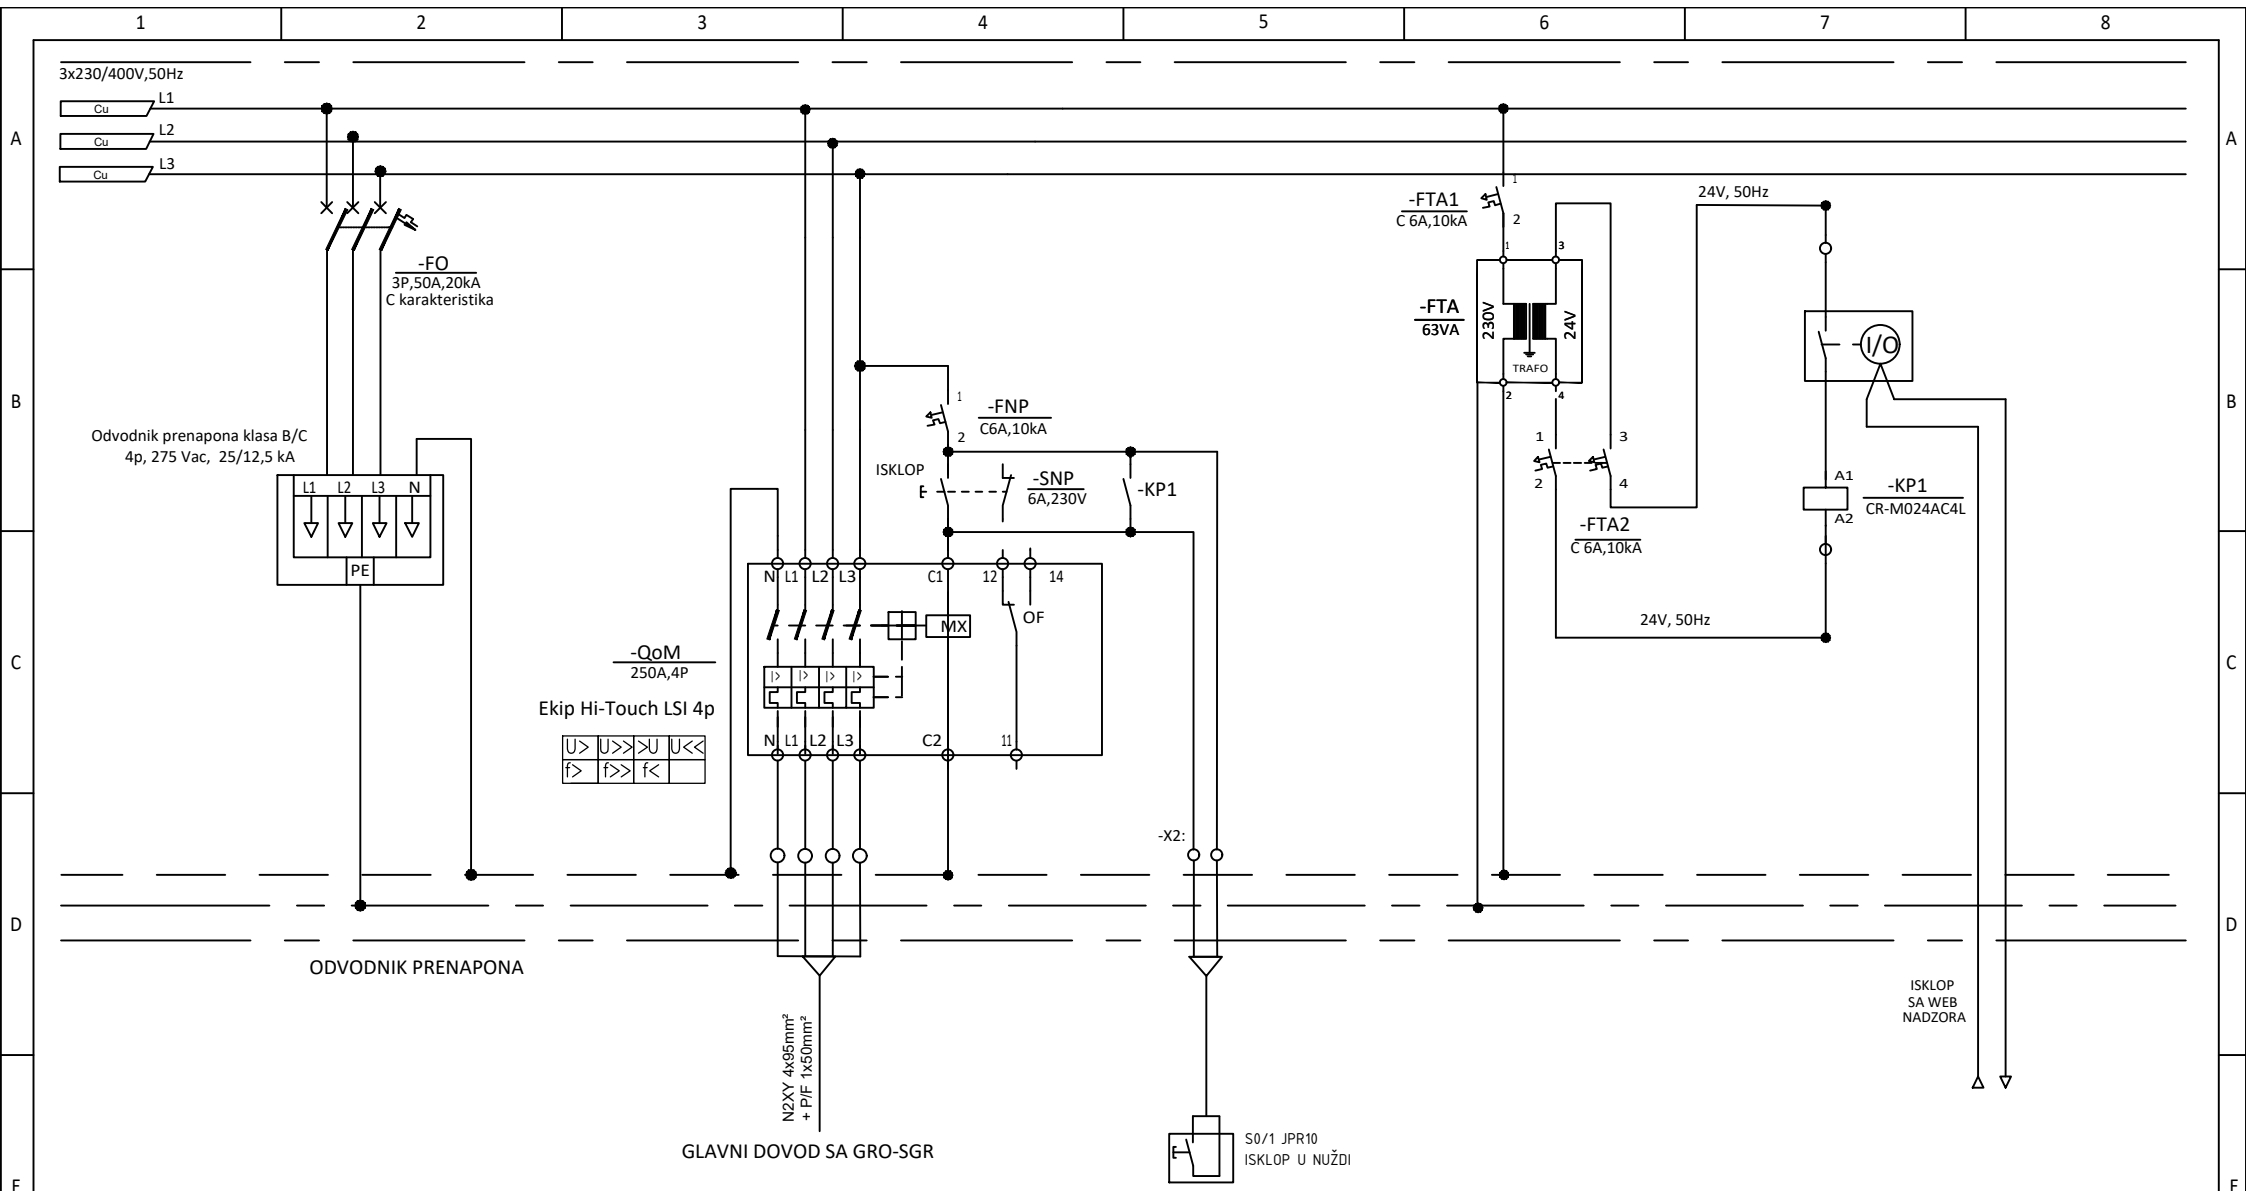 1 2 3 4 5 6 7 8
3x230/400V,50Hz
Cu L1
Cu L2
Cu L3
A A
-FO
3P,50A,20kA
C karakteristika
-FTA1
C 6A,10kA
1
2
24V, 50Hz
1 3
-FTA
63VA
230V
24V
TRAFO
2 4
I/O
B B
Odvodnik prenapona klasa B/C
4p, 275 Vac, 25/12,5 kA
L1 L2 L3 N
PE
1
-FNP
C6A,10kA
2
ISKLOP
-SNP
6A,230V
-KP1
1 3
2 4
-FTA2
C 6A,10kA
A1
-KP1
CR-M024AC4L
A2
N L1 L2 L3 C1 12 14
MX
OF
C C
-QoM
250A,4P
I> I> I> I>
Ekip Hi-Touch LSI 4p
U> U>> >U U<<
f> f>> f<
N L1 L2 L3 C2 11
24V, 50Hz
-X2:
D D
ODVODNIK PRENAPONA
N2XY 4x95mm²
+ P/F 1x50mm²
GLAVNI DOVOD SA GRO-SGR
S0/1 JPR10
ISKLOP U NUŽDI
ISKLOP
SA WEB
NADZORA